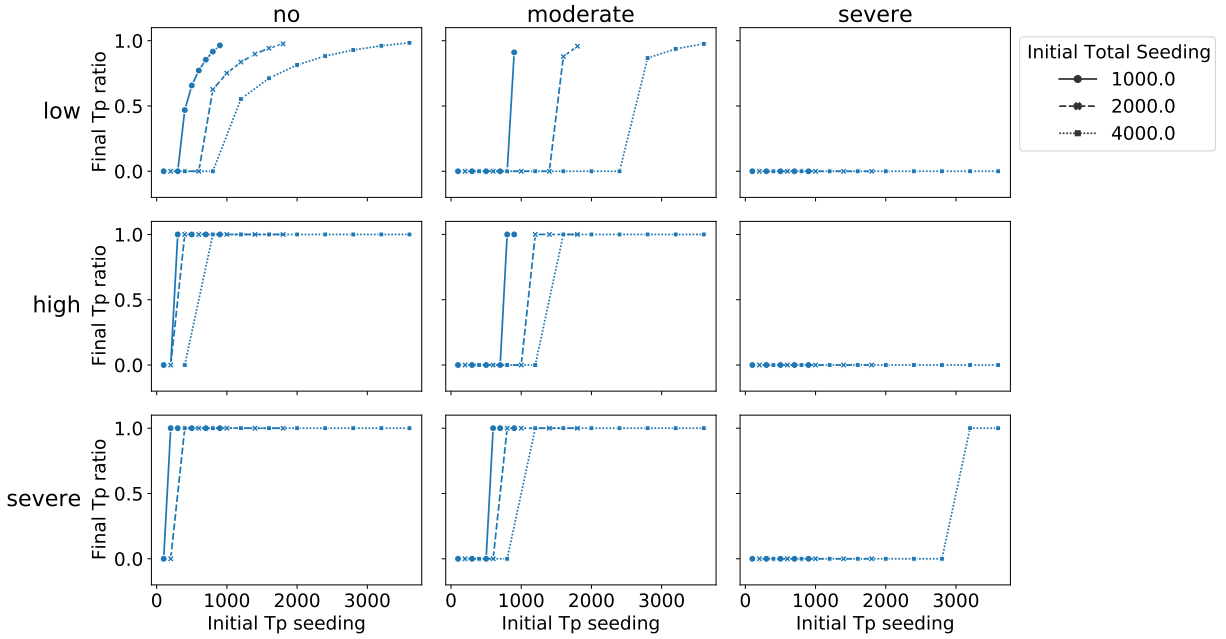 no moderate severe
Initial Total Seeding
1000.0
2000.0
4000.0
low
Final Tp ratio
1.0
0.5
0.0
high
Final Tp ratio
1.0
0.5
0.0
severe
Final Tp ratio
1.0
0.5
0.0
0 1000 2000 3000 0 1000 2000 3000 0 1000 2000 3000
Initial Tp seeding Initial Tp seeding Initial Tp seeding